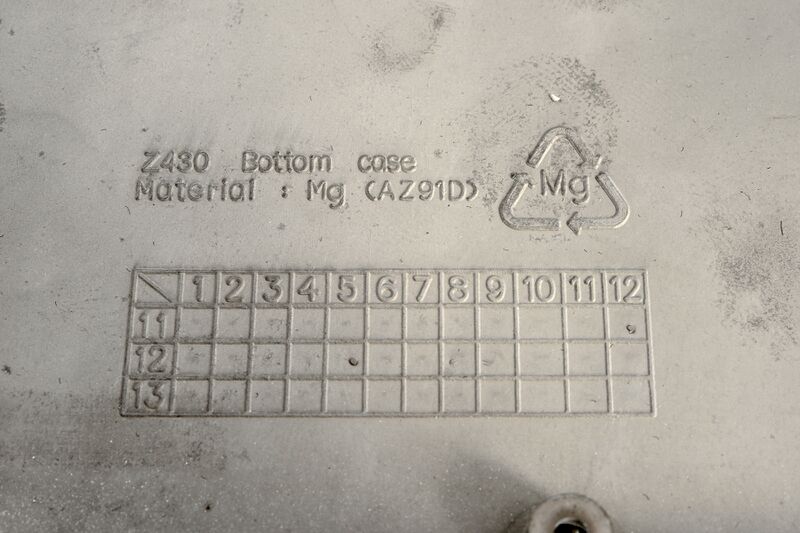 Z430 Bottom case
Material : Mg (AZ91D)
Mg
1 2 3 4 5 6 7 8 9 10 11 12
11
12
13